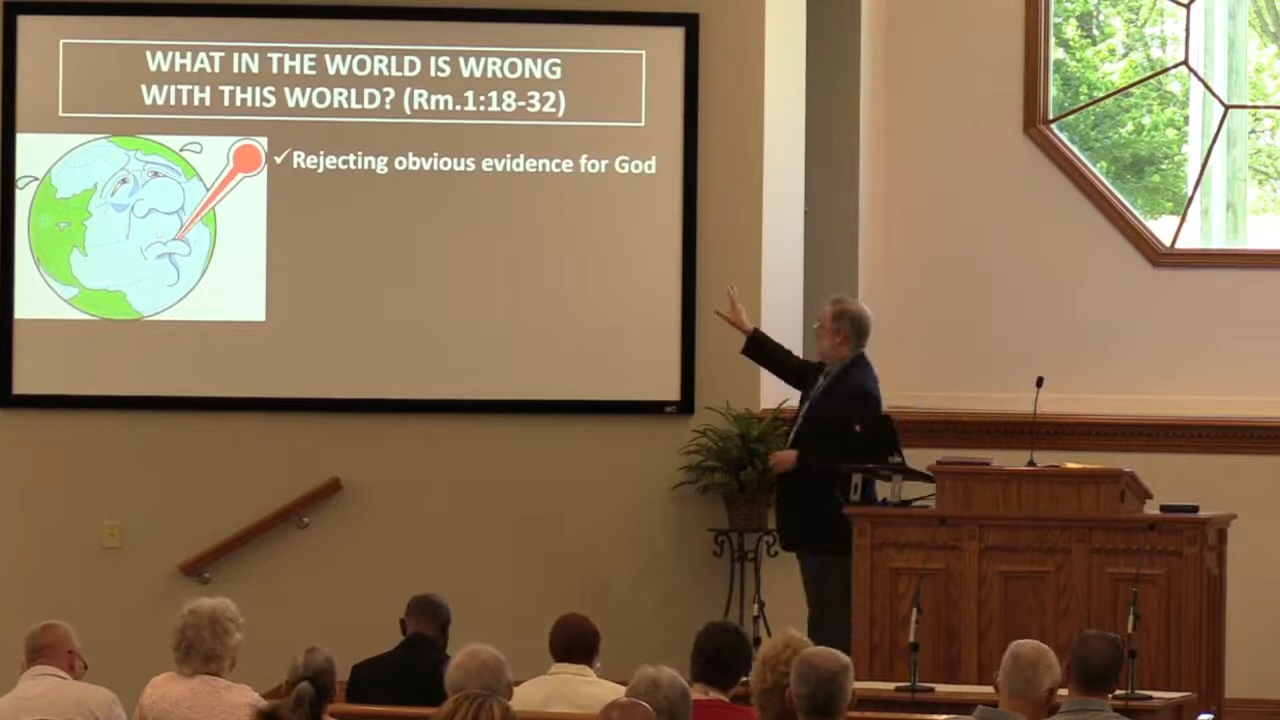 WHAT IN THE WORLD IS WRONG
WITH THIS WORLD? (Rm.1:18-32)
✓Rejecting obvious evidence for God